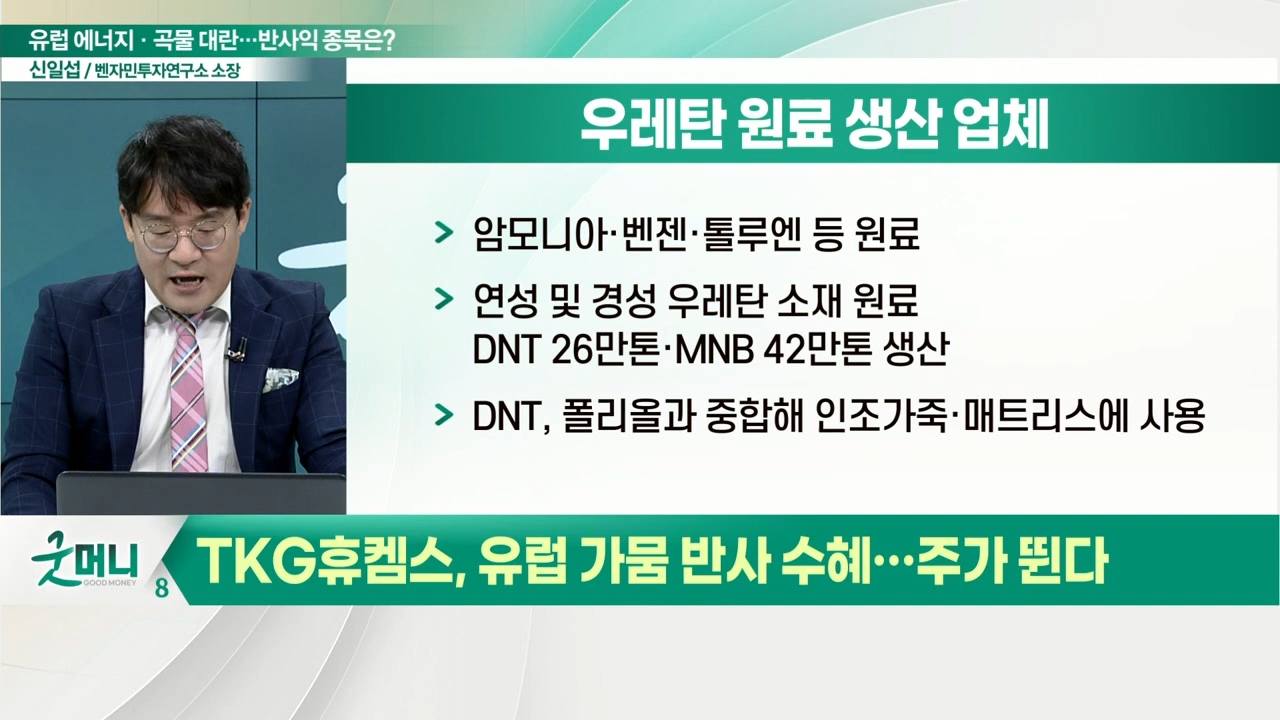 유럽 에너지·곡물 대란…반사익 종목은?
신일섭 / 벤자민투자연구소 소장
우레탄 원료 생산 업체
> 암모니아·벤젠·톨루엔 등 원료
> 연성 및 경성 우레탄 소재 원료
DNT 26만톤·MNB 42만톤 생산
> DNT, 폴리올과 중합해 인조가죽·매트리스에 사용
굿머니
GOOD MONEY
8
TKG휴켐스, 유럽 가뭄 반사 수혜…주가 뛴다